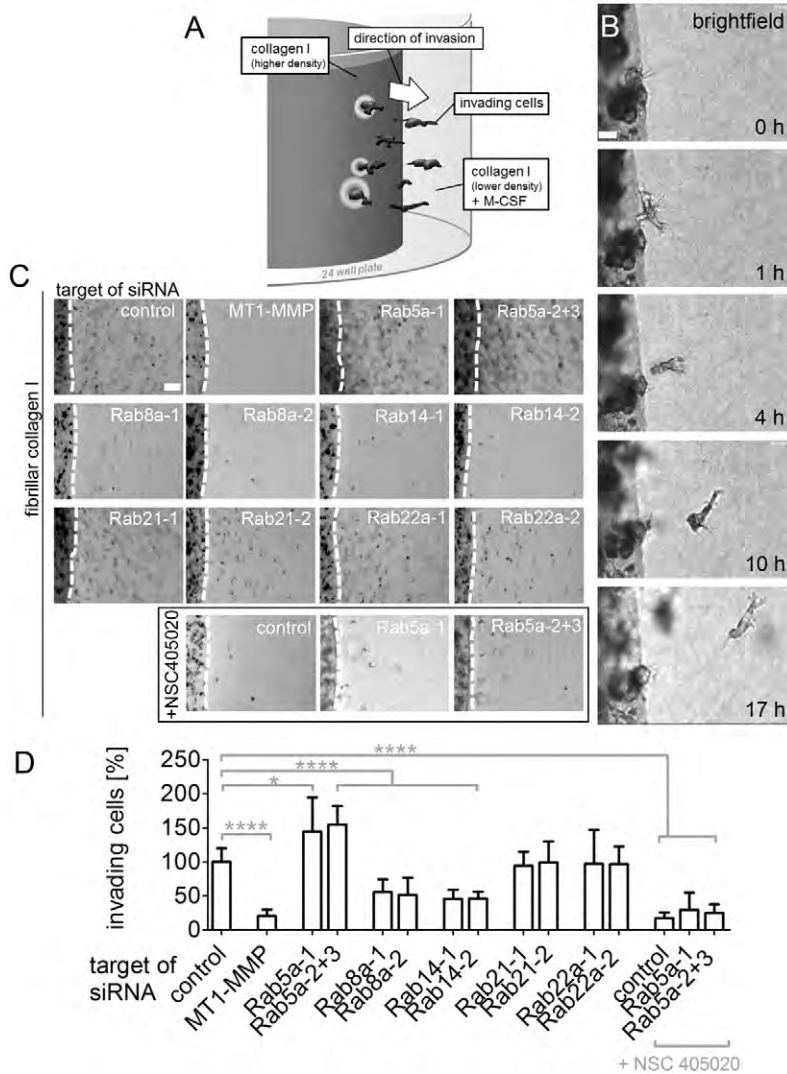 A
collagen I
(higher density)
direction of invasion
invading cells
collagen I
(lower density)
+ M-CSF
24 well plate
B
brightfield
0 h
1 h
4 h
10 h
17 h
C
target of siRNA
fibrillar collagen I
control
MT1-MMP
Rab5a-1
Rab5a-2+3
Rab8a-1
Rab8a-2
Rab14-1
Rab14-2
Rab21-1
Rab21-2
Rab22a-1
Rab22a-2
+NSC405020
control
Rab5a-1
Rab5a-2+3
D
invading cells [%]
250
200
150
100
50
0
****
*
****
****
target of
siRNA
control
MT1-MMP
Rab5a-1
Rab5a-2+3
Rab8a-1
Rab8a-2
Rab14-1
Rab14-2
Rab21-1
Rab21-2
Rab22a-1
Rab22a-2
control
Rab5a-1
Rab5a-2+3
+ NSC 405020